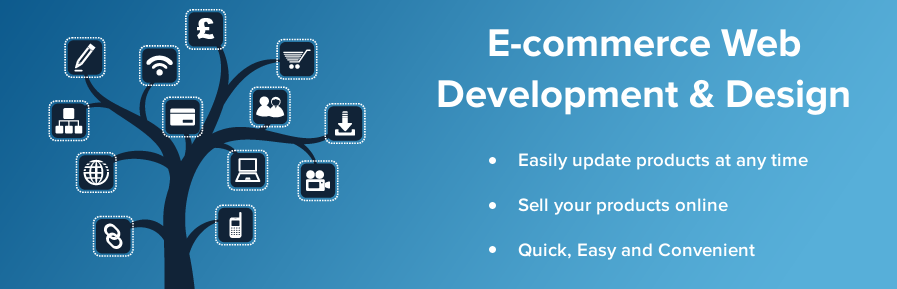 £
E-commerce Web
Development & Design
• Easily update products at any time
• Sell your products online
• Quick, Easy and Convenient